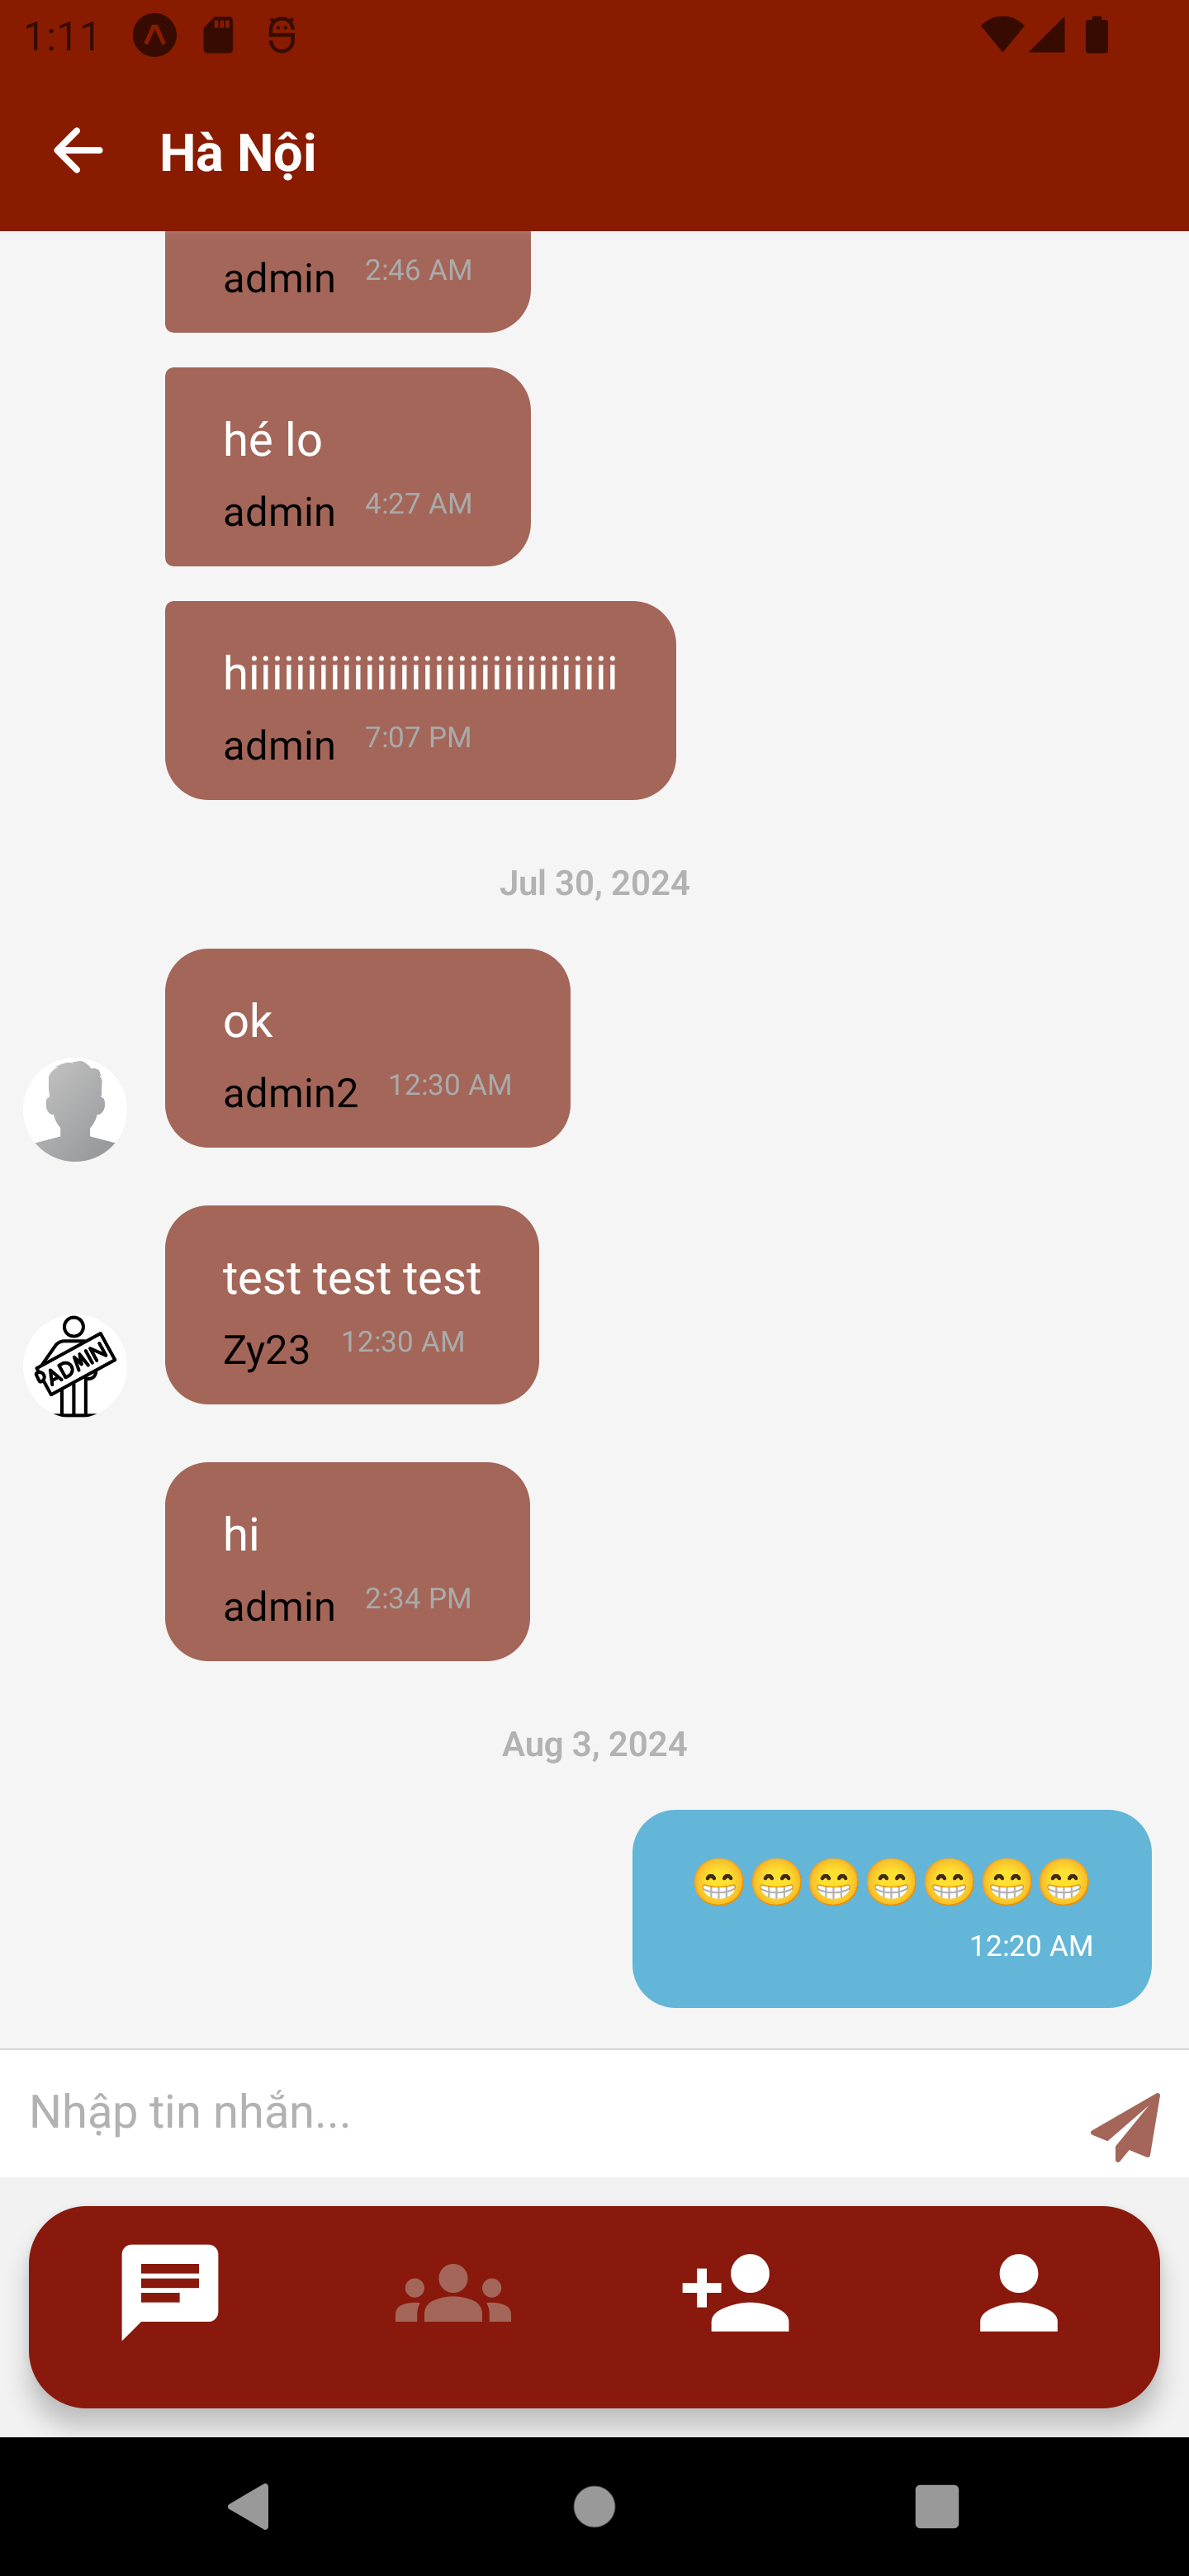 1:11
Hà Nội
admin 2:46 AM
hé lo
admin 4:27 AM
hiiiiiiiiiiiiiiiiiiiiiiiiiiiiiiii
admin 7:07 PM
Jul 30, 2024
ok
admin2 12:30 AM
test test test
Zy23 12:30 AM
ADMIN
hi
admin 2:34 PM
Aug 3, 2024
😁😁😁😁😁😁😁
12:20 AM
Nhập tin nhắn...